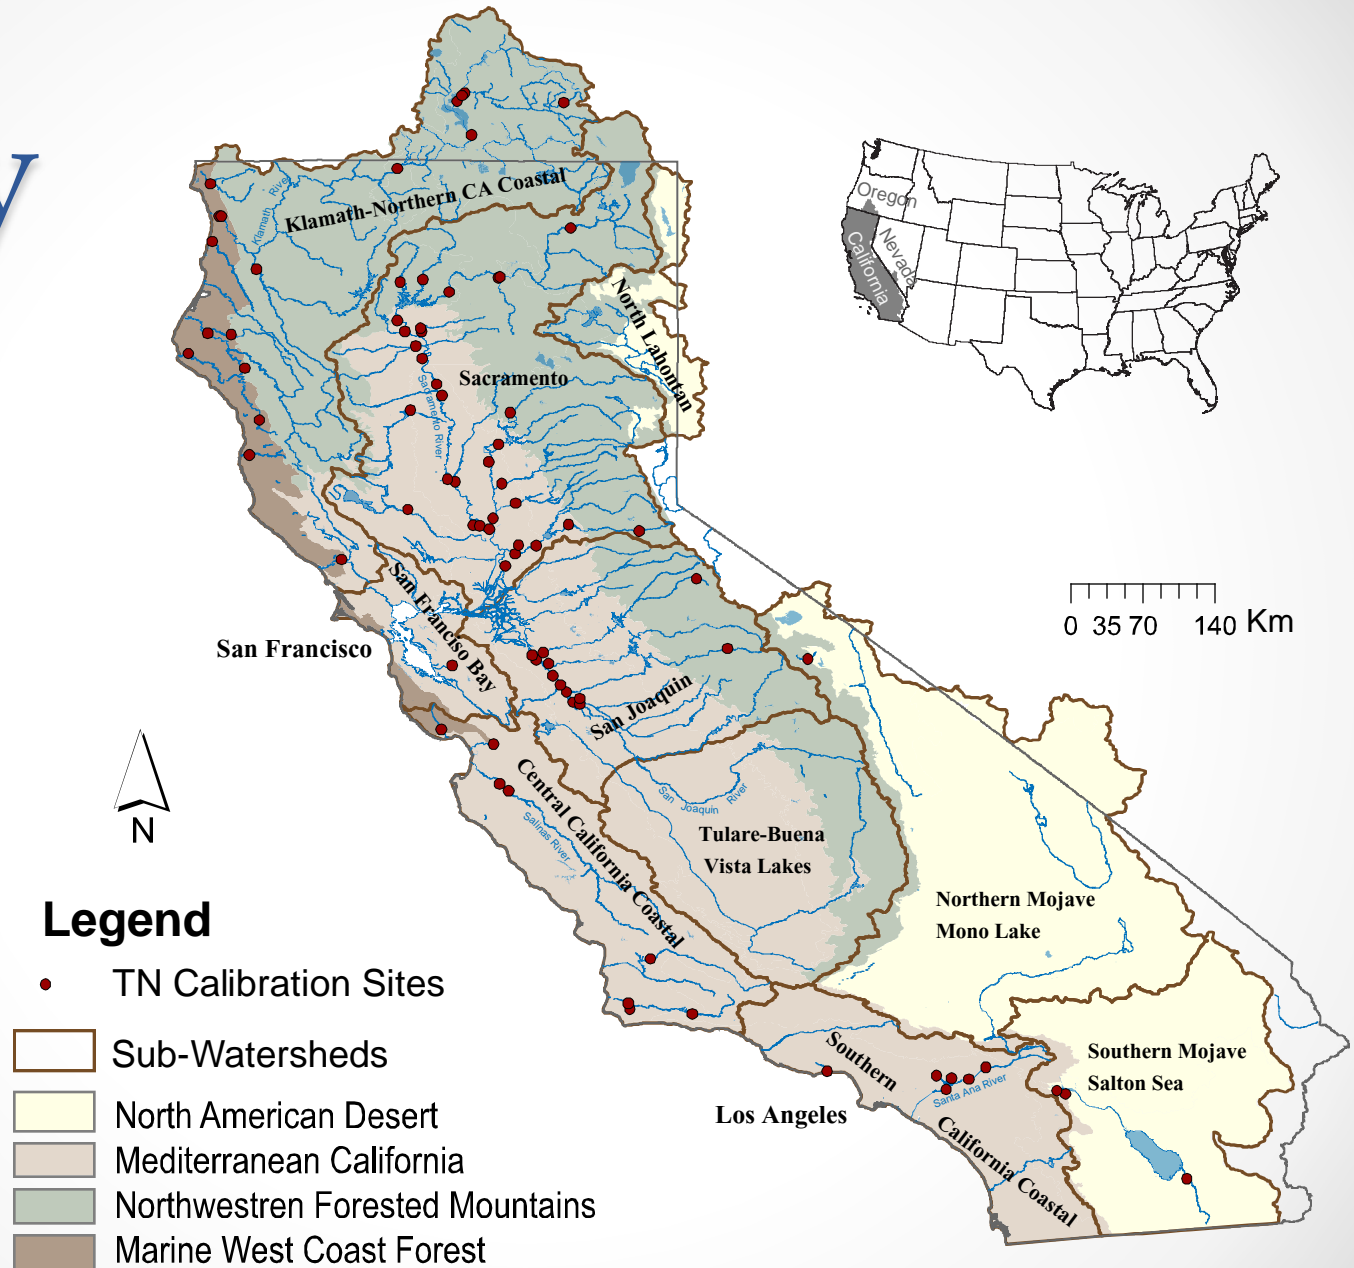 y
Klamath River
Klamath-Northern CA Coastal
North Lahontan
Sacramento
Sacramento River
San Franciso Bay
San Francisco
San Joaquin
San Joaquin River
Central California Coastal
Salinas River
Tulare-Buena
Vista Lakes
Northern Mojave
Mono Lake
Southern Mojave
Salton Sea
Southern
California Coastal
Santa Ana River
Los Angeles
Oregon
Nevada
California
0 35 70 140 Km
N
Legend
TN Calibration Sites
Sub-Watersheds
North American Desert
Mediterranean California
Northwestren Forested Mountains
Marine West Coast Forest